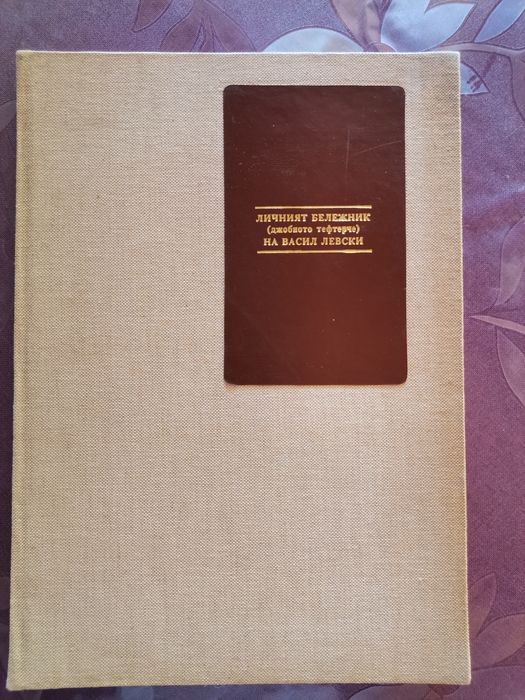 ЛИЧНИЯТ БЕЛЕЖНИК
(джобното тефтерче)
НА ВАСИЛ ЛЕВСКИ